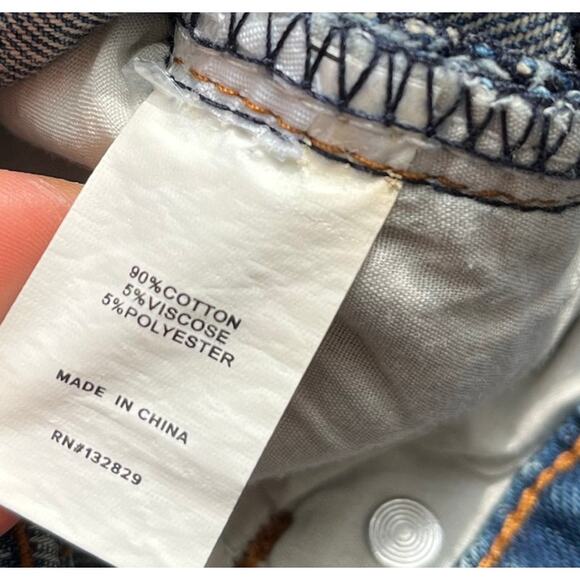 90%COTTON
5%VISCOSE
5%POLYESTER
MADE IN CHINA
RN#132829